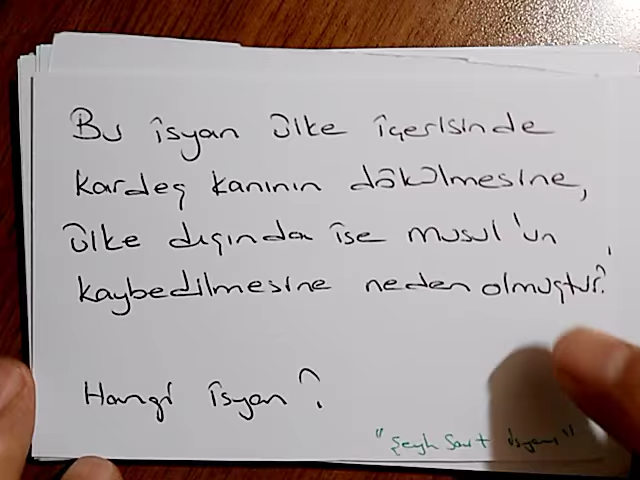 Bu isyan ülke içerisinde
kardeş kanının dökülmesine,
ülke dışında ise Musul'un
kaybedilmesine neden olmuştur?
Hangi isyan?
"Şeyh Sait isyanı"